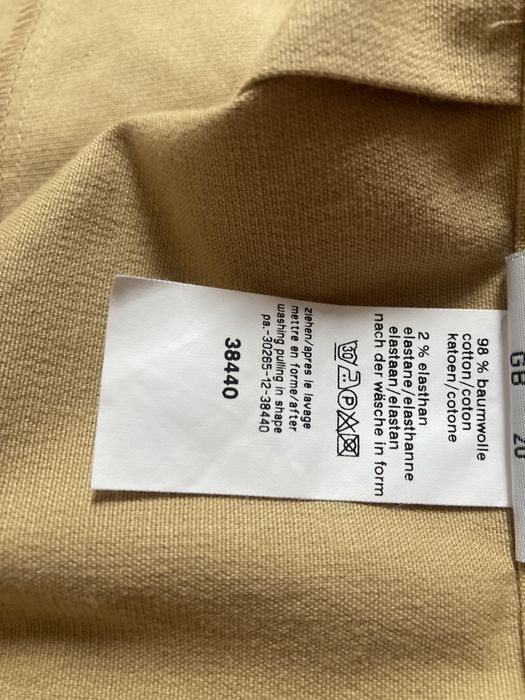 98 % baumwolle
cotton/coton
katoen/cotone
2 % elasthan
elastane/elasthanne
elastaan/elastan
nach der wäsche in form
30 P
ziehen/apres le lavage
mettre en forme/after
washing pulling in shape
pa.-30265-12-38440
38440
GB 20